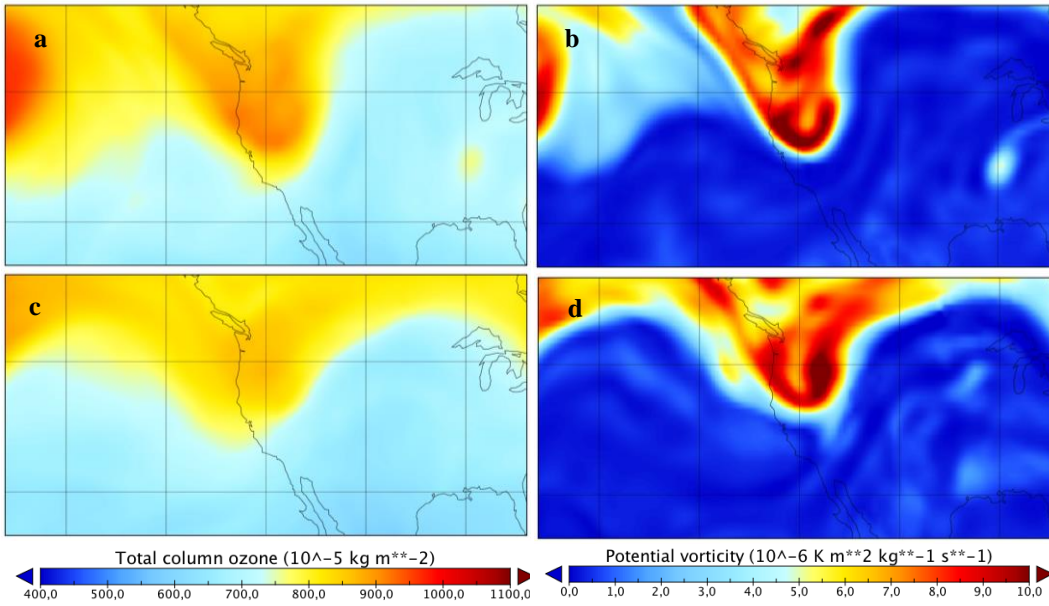 a
b
c
d
Total column ozone (10^-5 kg m**-2)
400,0 500,0 600,0 700,0 800,0 900,0 1000,0 1100,0
Potential vorticity (10^-6 K m**2 kg**-1 s**-1)
0,0 1,0 2,0 3,0 4,0 5,0 6,0 7,0 8,0 9,0 10,0